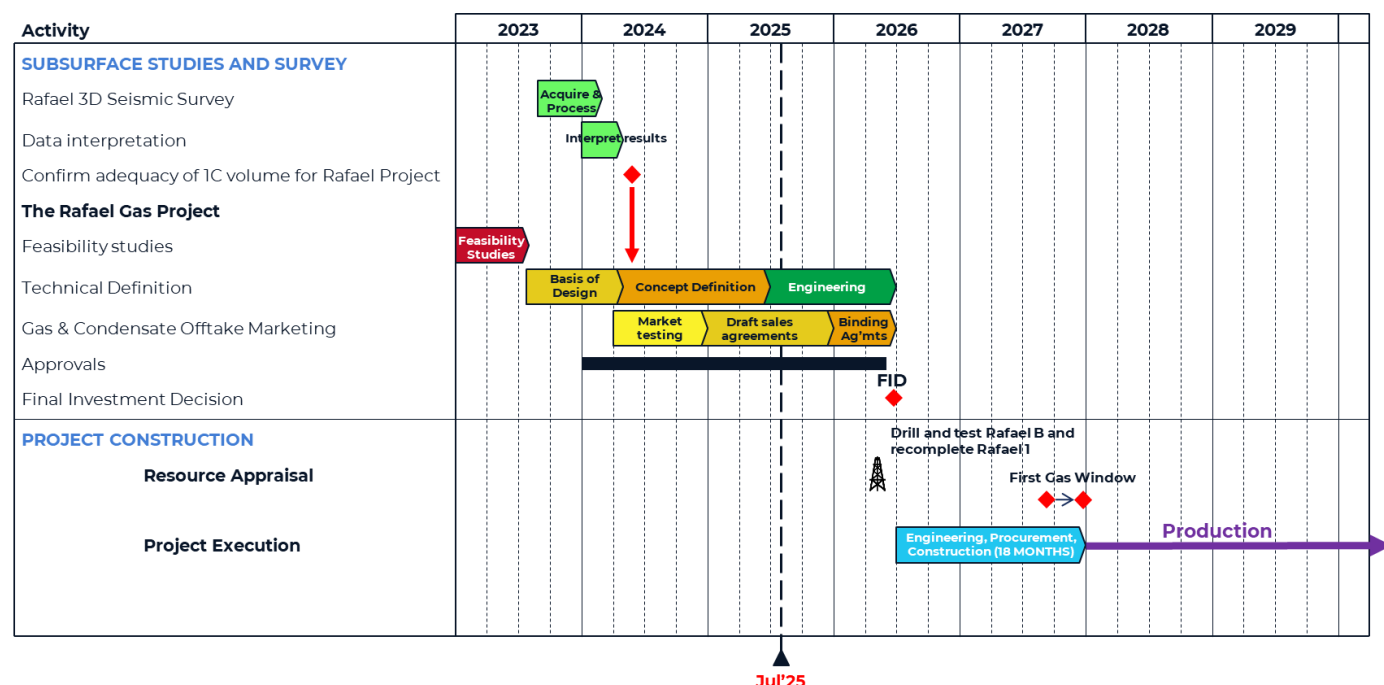 Activity
2023
2024
2025
2026
2027
2028
2029
SUBSURFACE STUDIES AND SURVEY
Rafael 3D Seismic Survey
Acquire &
Process
Data interpretation
Interpret results
Confirm adequacy of 1C volume for Rafael Project
The Rafael Gas Project
Feasibility studies
Feasibility
Studies
Technical Definition
Basis of
Design
Concept Definition
Engineering
Gas & Condensate Offtake Marketing
Market
testing
Draft sales
agreements
Binding
Ag'mts
Approvals
FID
Final Investment Decision
PROJECT CONSTRUCTION
Drill and test Rafael B and
recomplete Rafael 1
Resource Appraisal
First Gas Window
Project Execution
Engineering, Procurement,
Construction (18 MONTHS)
Production
Jul'25